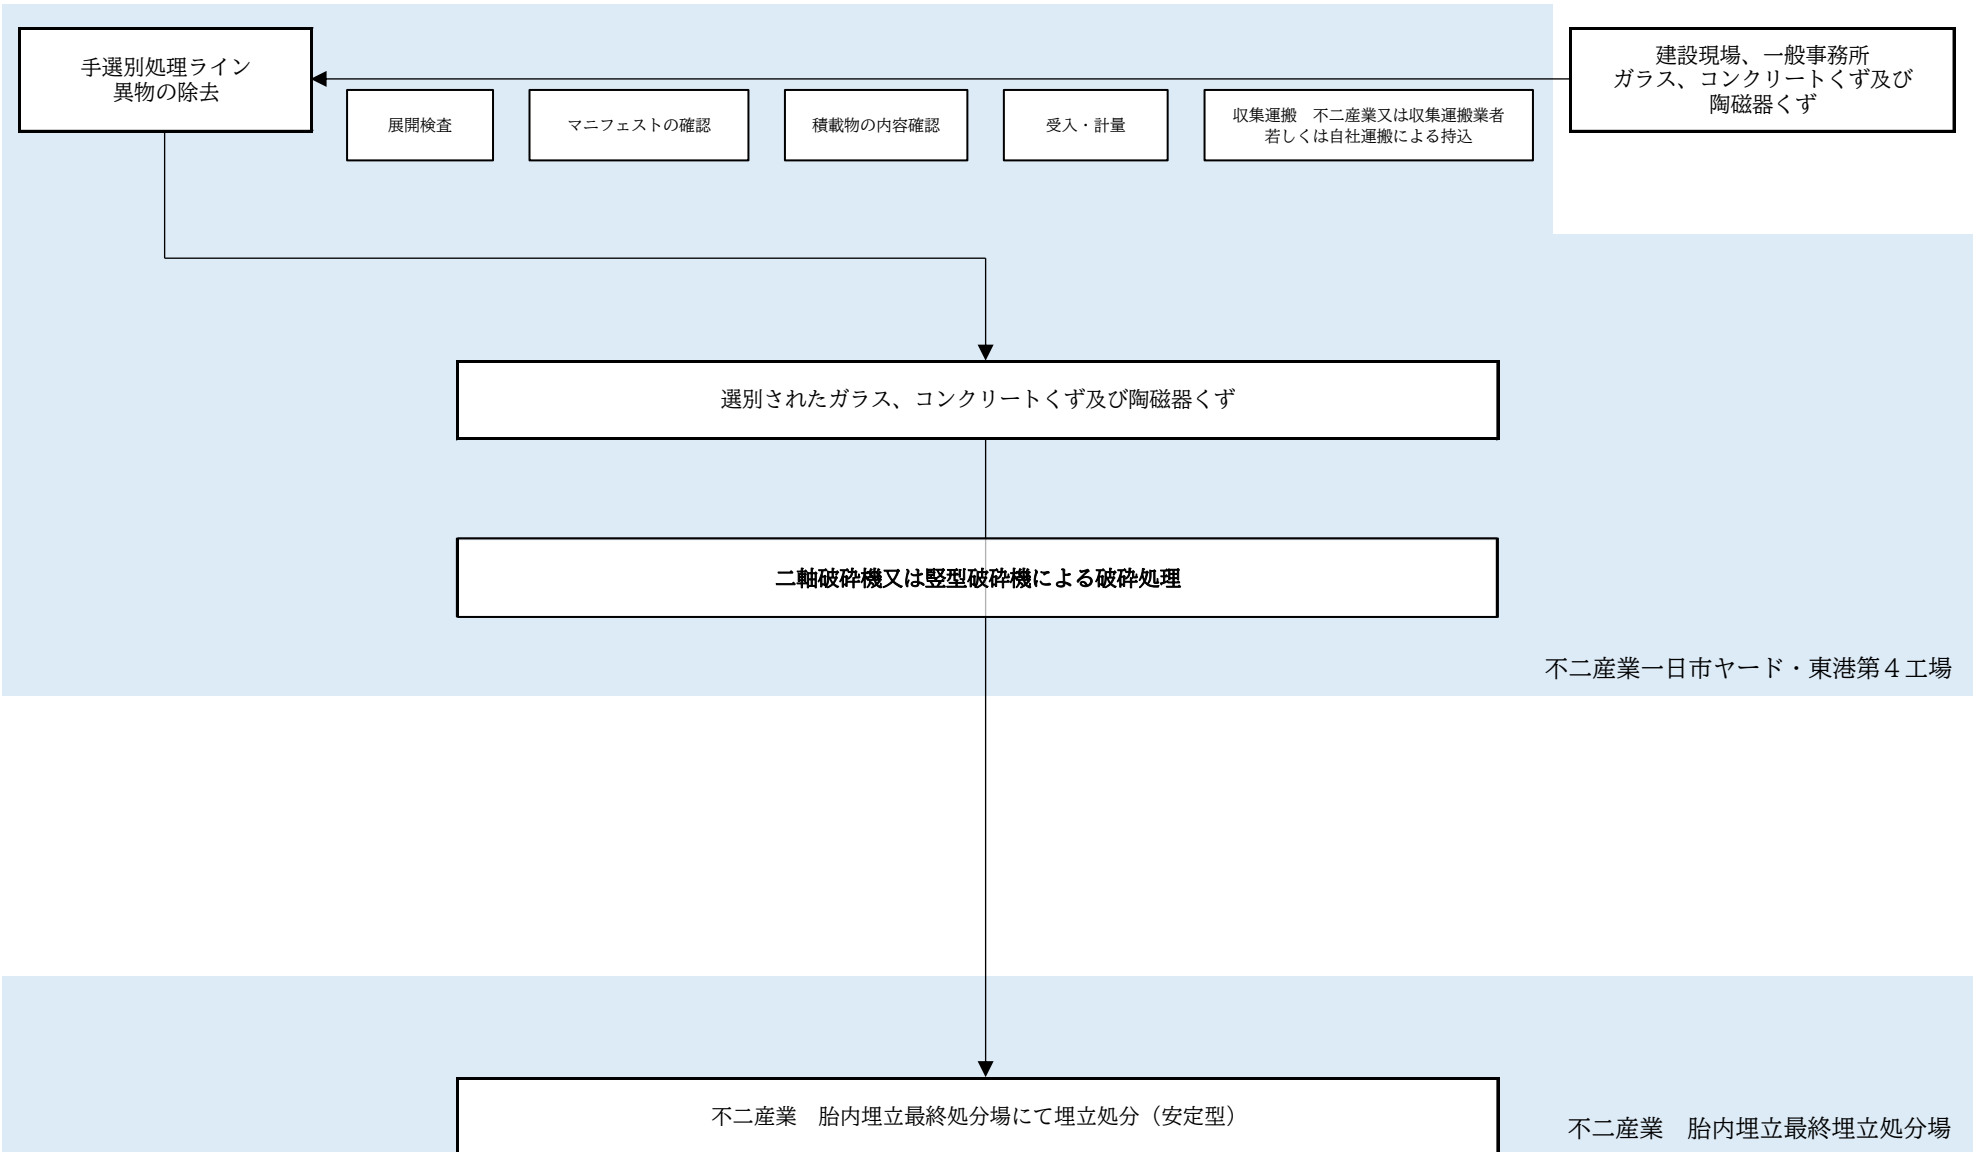 手選別処理ライン
異物の除去
建設現場、一般事務所
ガラス、コンクリートくず及び
陶磁器くず
展開検査
マニフェストの確認
積載物の内容確認
受入・計量
収集運搬　不二産業又は収集運搬業者
若しくは自社運搬による持込
選別されたガラス、コンクリートくず及び陶磁器くず
二軸破砕機又は竪型破砕機による破砕処理
不二産業一日市ヤード・東港第４工場
不二産業　胎内埋立最終処分場にて埋立処分（安定型）
不二産業　胎内埋立最終埋立処分場